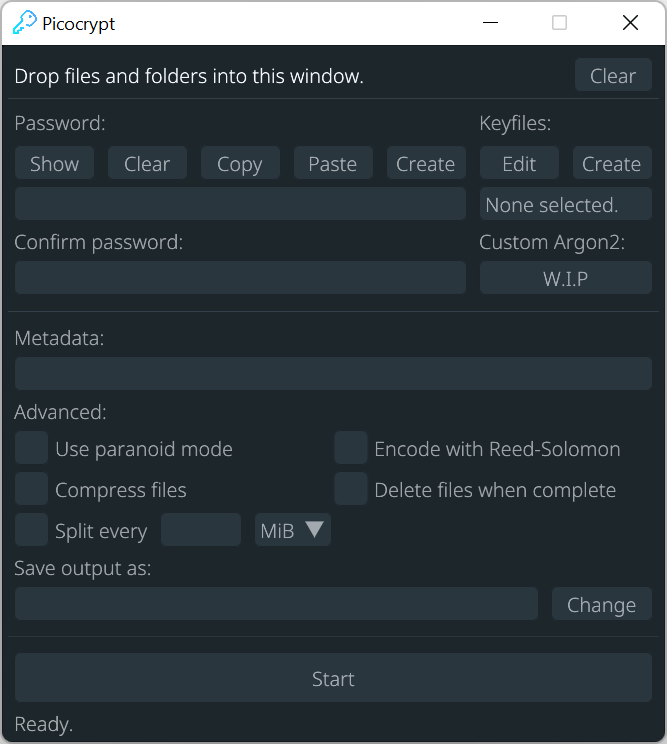 Picocrypt
Drop files and folders into this window. Clear
Password: Keyfiles:
Show Clear Copy Paste Create Edit Create
None selected.
Confirm password: Custom Argon2:
W.I.P
Metadata:
Advanced:
Use paranoid mode Encode with Reed-Solomon
Compress files Delete files when complete
Split every MiB
Save output as:
Change
Start
Ready.